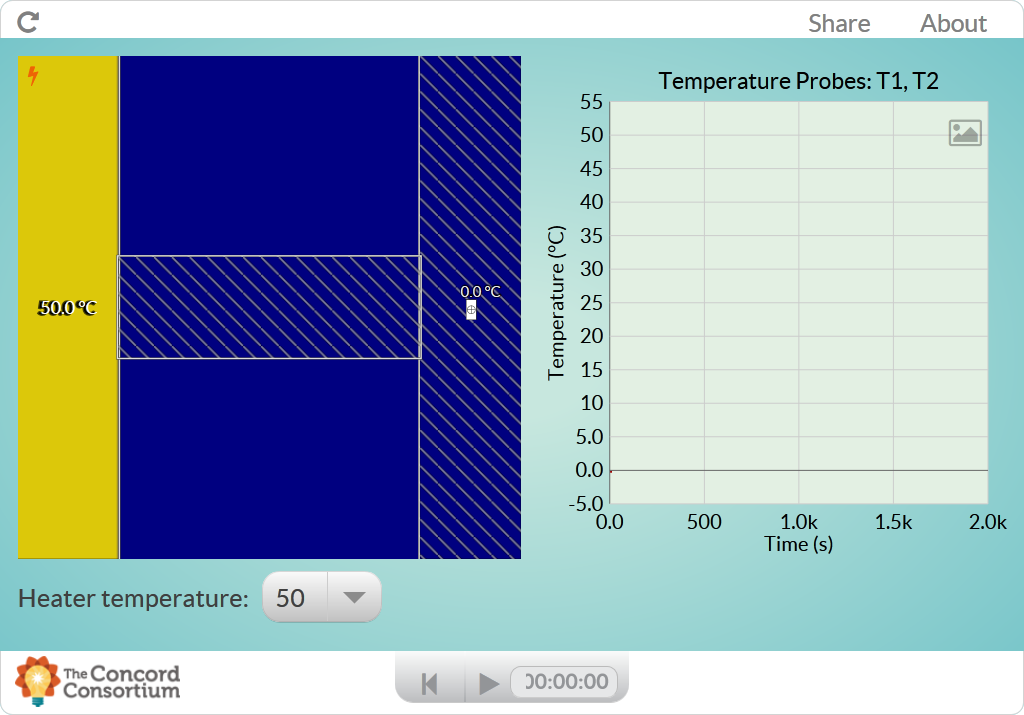 Share About
Temperature Probes: T1, T2
55
50
45
40
35
30
25
20
15
10
5.0
0.0
-5.0
Temperature (°C)
0.0 500 1.0k 1.5k 2.0k
Time (s)
50.0 °C
0.0 °C
Heater temperature: 50
The Concord
Consortium
00:00:00